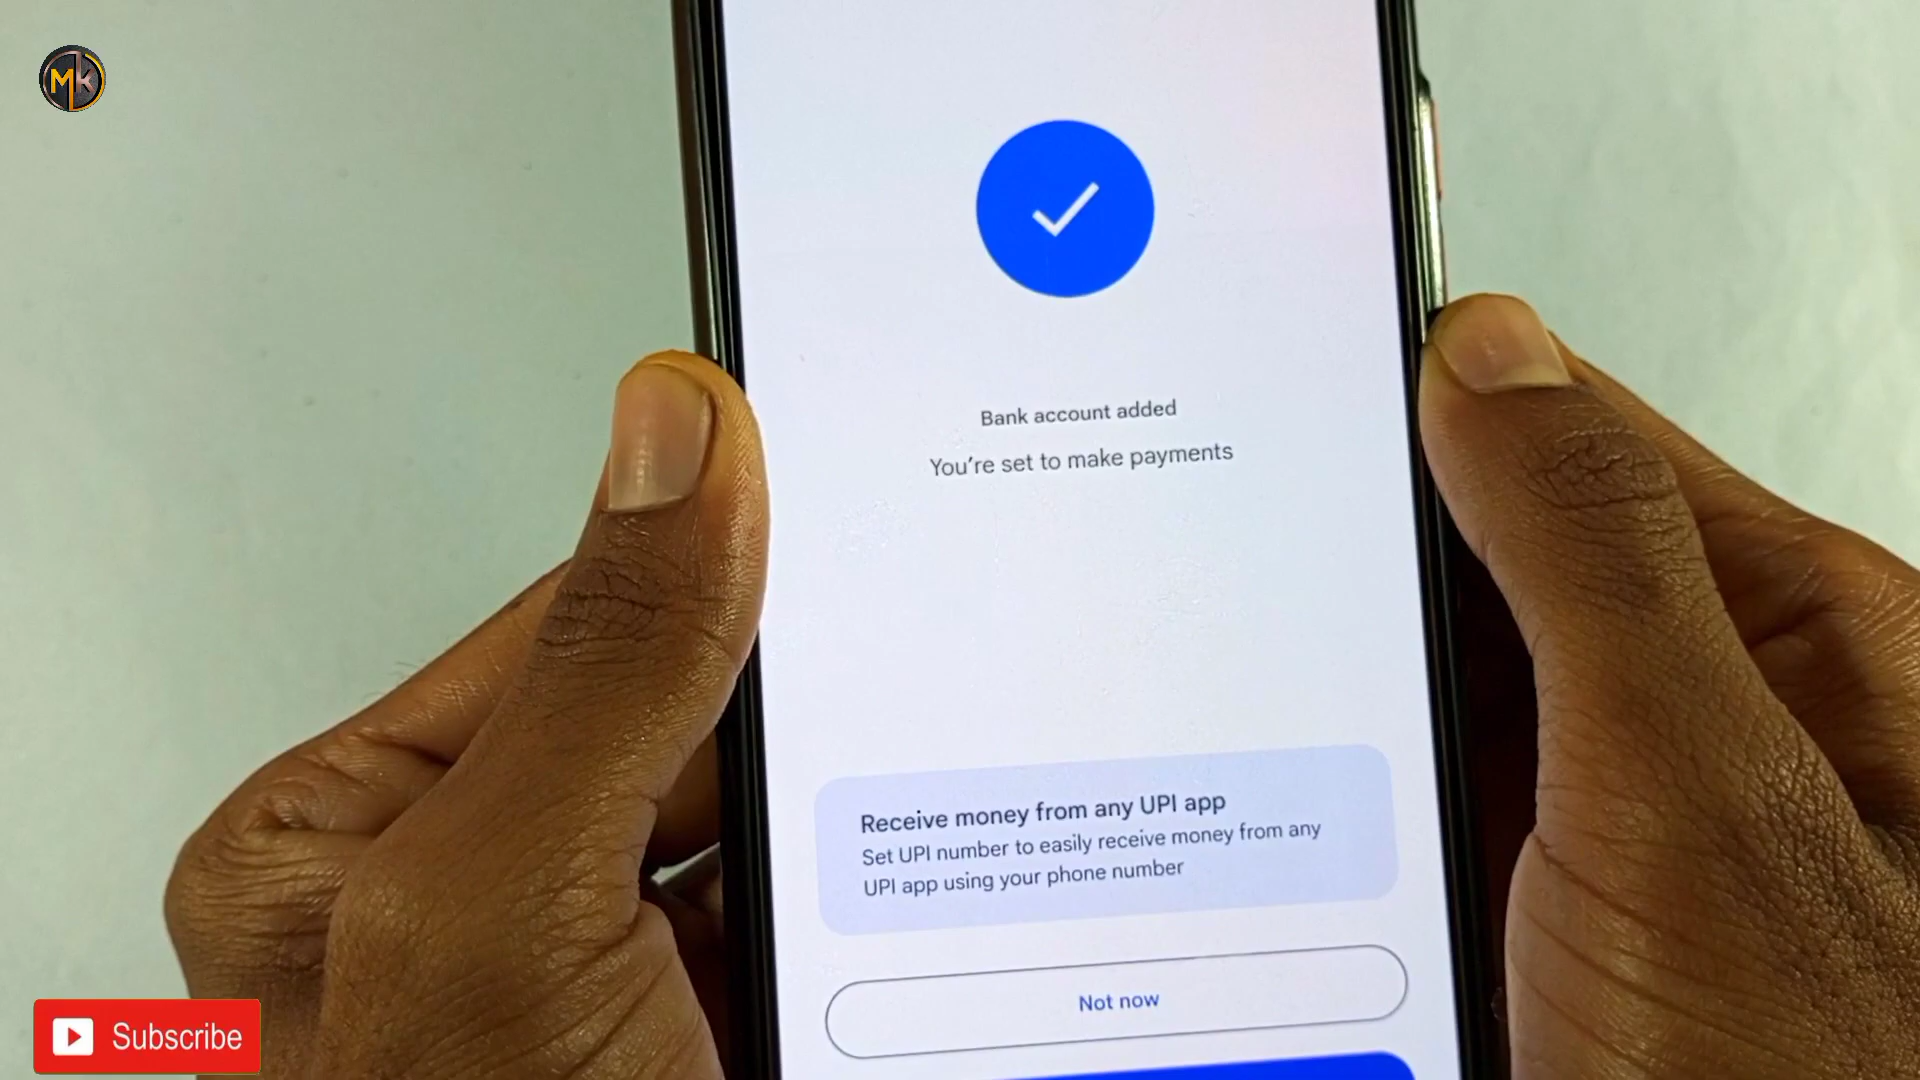 Mk
Bank account added
You're set to make payments
Receive money from any UPI app
Set UPI number to easily receive money from any
UPI app using your phone number
Not now
Subscribe